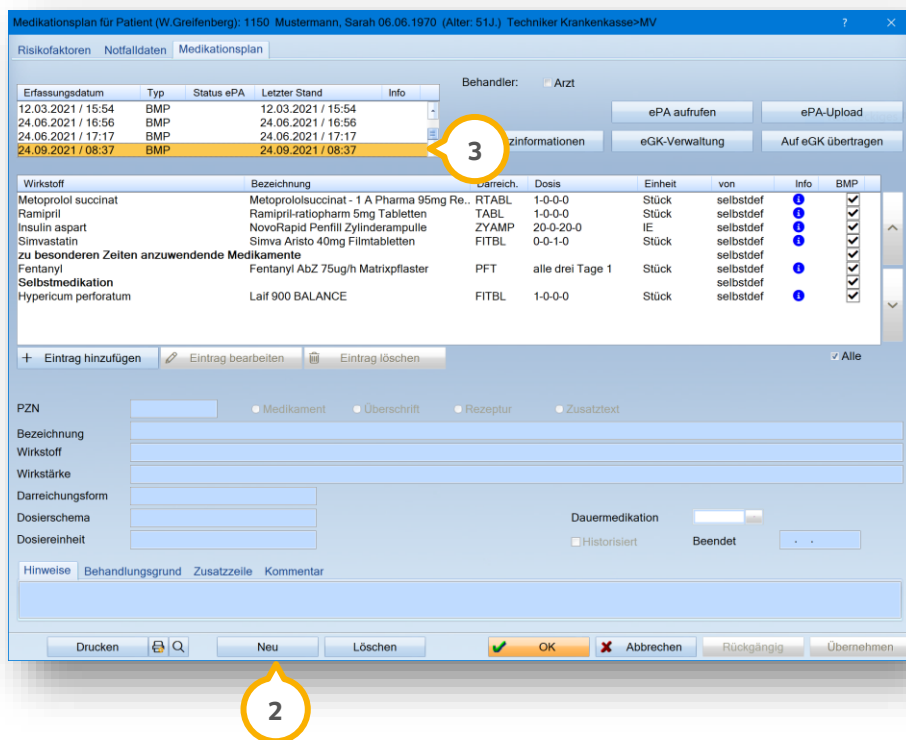 Medikationsplan für Patient (W.Greifenberg): 1150 Mustermann, Sarah 06.06.1970 (Alter: 51J.) Techniker Krankenkasse>MV ? ×
Risikofaktoren Notfalldaten Medikationsplan
Behandler: Arzt
Erfassungsdatum Typ Status ePA Letzter Stand Info
12.03.2021 / 15:54 BMP 12.03.2021 / 15:54
24.06.2021 / 16:56 BMP 24.06.2021 / 16:56
24.06.2021 / 17:17 BMP 24.06.2021 / 17:17
24.09.2021 / 08:37 BMP 24.09.2021 / 08:37
ePA aufrufen ePA-Upload
zinformationen eGK-Verwaltung Auf eGK übertragen
3
Wirkstoff Bezeichnung Darreich. Dosis Einheit von Info BMP
Metoprolol succinat Metoprololsuccinat - 1 A Pharma 95mg Re.. RTABL 1-0-0-0 Stück selbstdef
Ramipril Ramipril-ratiopharm 5mg Tabletten TABL 1-0-0-0 Stück selbstdef
Insulin aspart NovoRapid Penfill Zylinderampulle ZYAMP 20-0-20-0 IE selbstdef
Simvastatin Simva Aristo 40mg Filmtabletten FITBL 0-0-1-0 Stück selbstdef
zu besonderen Zeiten anzuwendende Medikamente selbstdef
Fentanyl Fentanyl AbZ 75ug/h Matrixpflaster PFT alle drei Tage 1 Stück selbstdef
Selbstmedikation selbstdef
Hypericum perforatum Laif 900 BALANCE FITBL 1-0-0-0 Stück selbstdef
+ Eintrag hinzufügen Eintrag bearbeiten Eintrag löschen Alle
PZN Medikament Überschrift Rezeptur Zusatztext
Bezeichnung
Wirkstoff
Wirkstärke
Darreichungsform
Dosierschema Dauermedikation
Dosiereinheit Historisiert Beendet . .
Hinweise Behandlungsgrund Zusatzzeile Kommentar
Drucken Neu Löschen OK Abbrechen Rückgängig Übernehmen
2